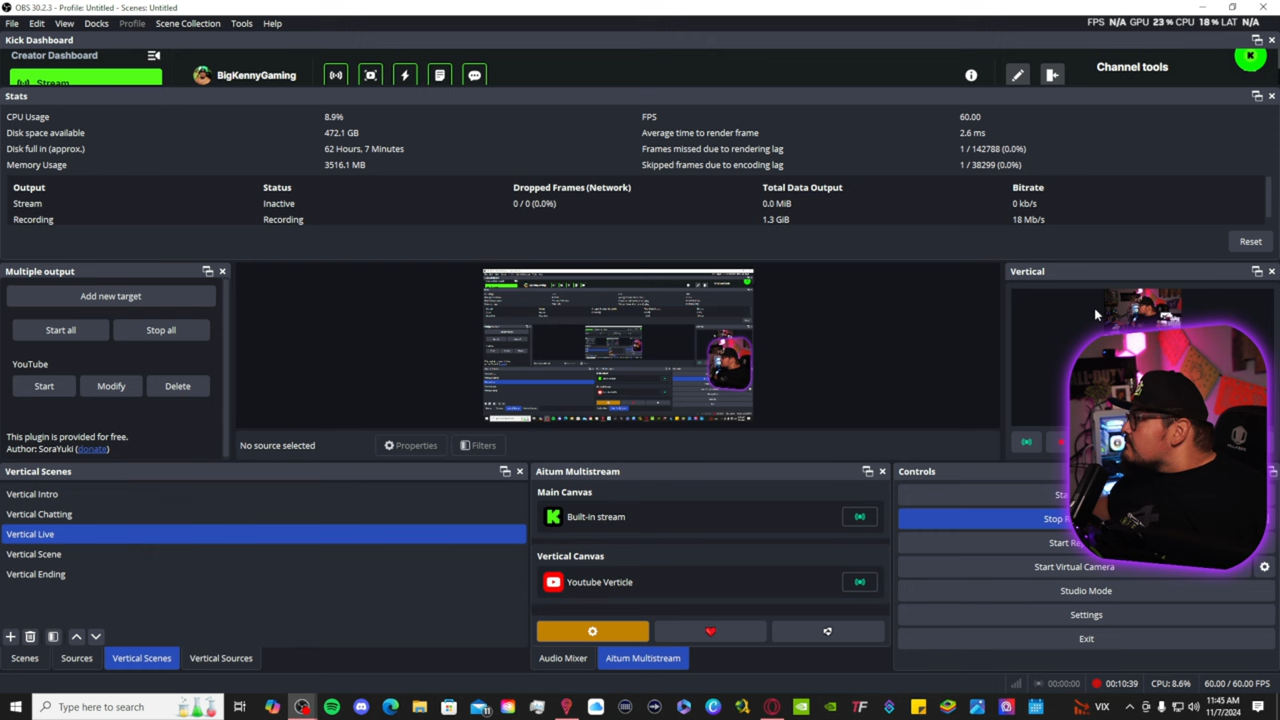 OBS 30.2.3 - Profile: Untitled - Scenes: Untitled
File Edit View Docks Profile Scene Collection Tools Help
FPS N/A GPU 23 % CPU 18 % LAT N/A
Kick Dashboard
Creator Dashboard
Stream
BigKennyGaming
Channel tools
Stats
CPU Usage 8.9% FPS 60.00
Disk space available 472.1 GB Average time to render frame 2.6 ms
Disk full in (approx.) 62 Hours, 7 Minutes Frames missed due to rendering lag 1 / 142788 (0.0%)
Memory Usage 3516.1 MB Skipped frames due to encoding lag 1 / 38299 (0.0%)
Output Status Dropped Frames (Network) Total Data Output Bitrate
Stream Inactive 0 / 0 (0.0%) 0.0 MiB 0 kb/s
Recording Recording 1.3 GiB 18 Mb/s
Reset
Multiple output
Vertical
Add new target
Start all Stop all
YouTube
Start Modify Delete
This plugin is provided for free.
Author: SoraYuki (donate)
No source selected Properties Filters
Vertical Scenes
Vertical Intro
Vertical Chatting
Vertical Live
Vertical Scene
Vertical Ending
Scenes Sources Vertical Scenes Vertical Sources
Aitum Multistream
Main Canvas
Built-in stream
Vertical Canvas
Youtube Verticle
Audio Mixer Aitum Multistream
Controls
Stop
Start
Start Virtual Camera
Studio Mode
Settings
Exit
00:00:00 00:10:39 CPU: 8.6% 60.00 / 60.00 FPS
Type here to search
VIX
11:45 AM
11/7/2024